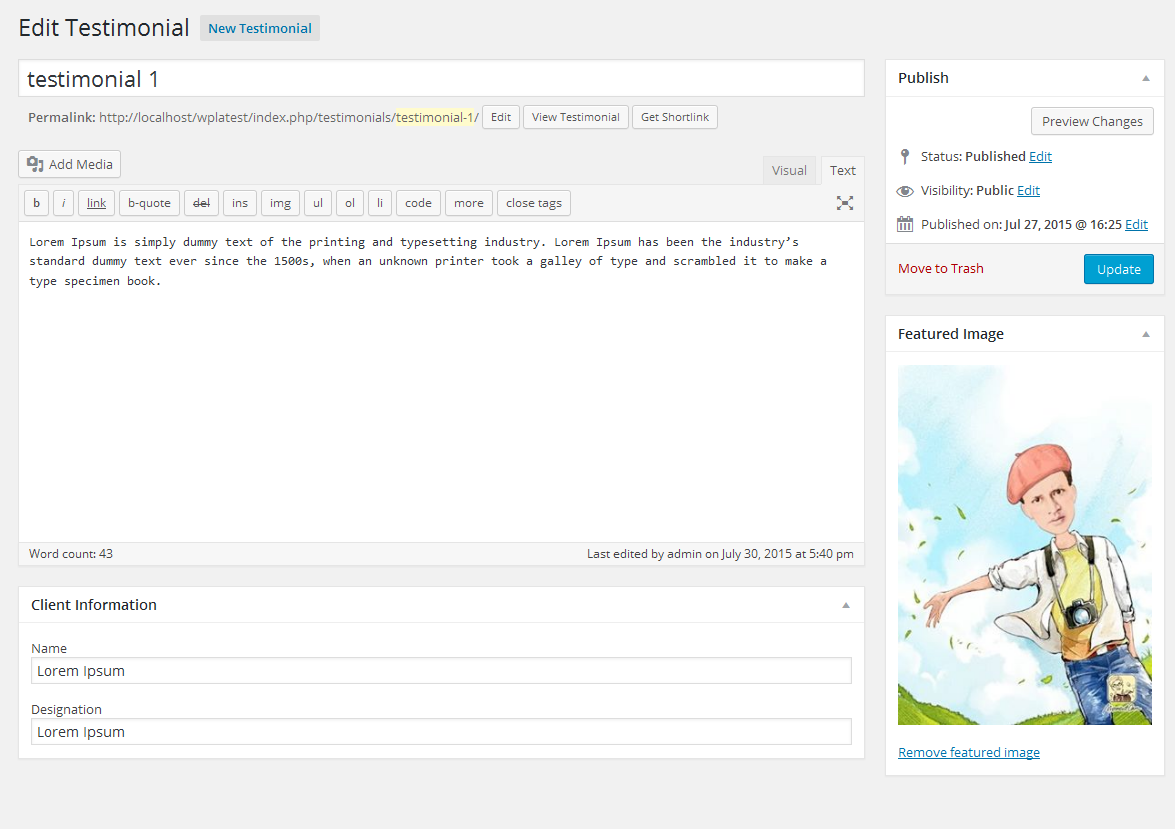 Edit Testimonial New Testimonial
testimonial 1
Permalink: http://localhost/wplatest/index.php/testimonials/testimonial-1/ Edit View Testimonial Get Shortlink
Add Media
Visual Text
b i link b-quote del ins img ul ol li code more close tags
Lorem Ipsum is simply dummy text of the printing and typesetting industry. Lorem Ipsum has been the industry’s
standard dummy text ever since the 1500s, when an unknown printer took a galley of type and scrambled it to make a
type specimen book.
Word count: 43 Last edited by admin on July 30, 2015 at 5:40 pm
Client Information
Name
Lorem Ipsum
Designation
Lorem Ipsum
Publish
Preview Changes
Status: Published Edit
Visibility: Public Edit
Published on: Jul 27, 2015 @ 16:25 Edit
Move to Trash Update
Featured Image
Remove featured image